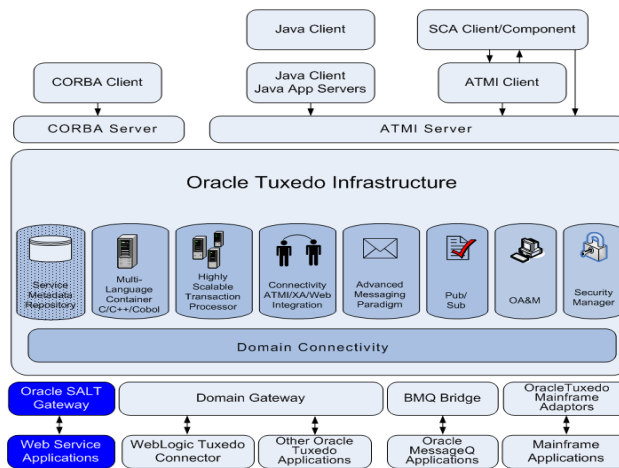 Java Client
SCA Client/Component
CORBA Client
Java Client
Java App Servers
ATMI Client
CORBA Server
ATMI Server
Oracle Tuxedo Infrastructure
Service
Metadata
Repository
Multi-
Language
Container
C/C++/Cobol
Highly
Scalable
Transaction
Processor
Connectivity
ATMI/XA/Web
Integration
Advanced
Messaging
Paradigm
Pub/
Sub
OA&M
Security
Manager
Domain Connectivity
Oracle SALT
Gateway
Domain Gateway
BMQ Bridge
OracleTuxedo
Mainframe
Adaptors
Web Service
Applications
WebLogic Tuxedo
Connector
Other Oracle
Tuxedo
Applications
Oracle
MessageQ
Applications
Mainframe
Applications